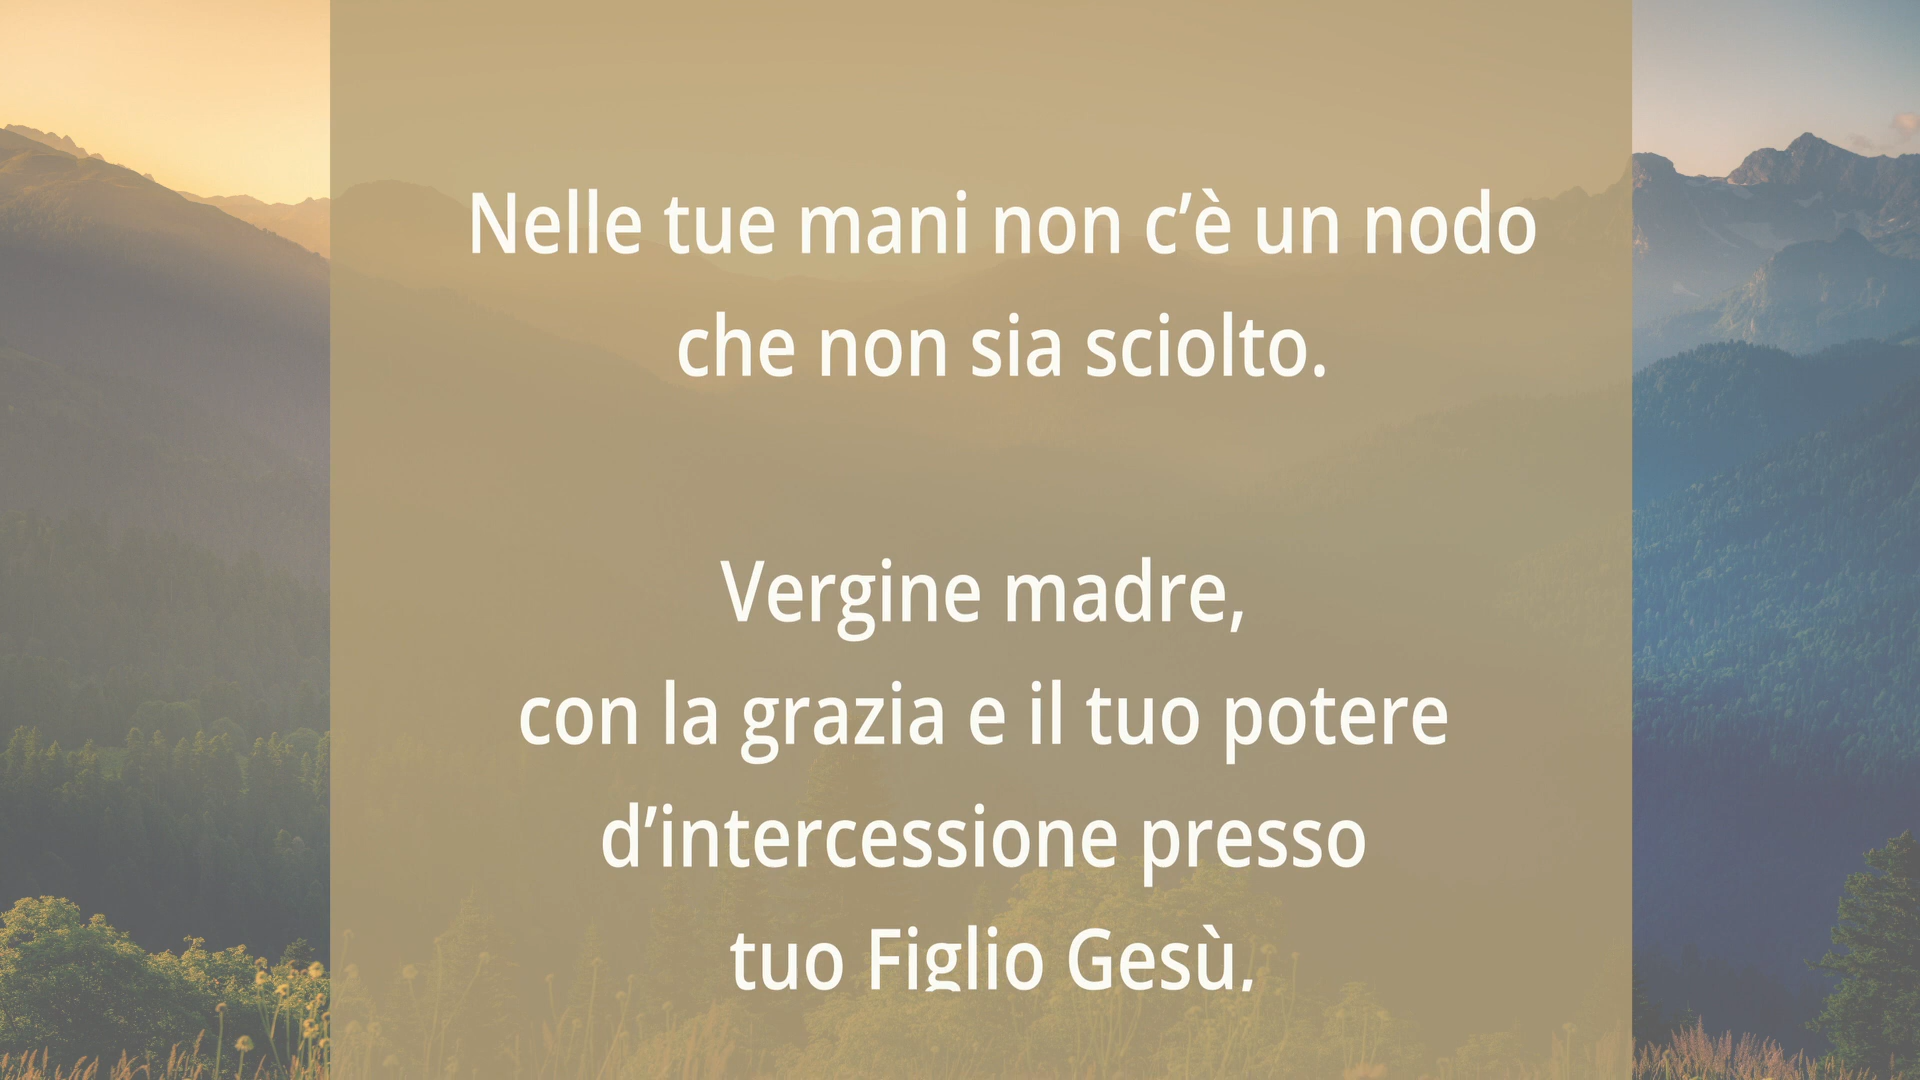 Nelle tue mani non c’è un nodo
che non sia sciolto.
Vergine madre,
con la grazia e il tuo potere
d’intercessione presso
tuo Figlio Gesù,